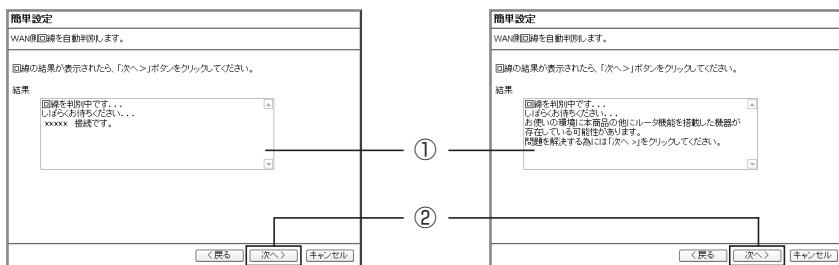 簡単設定
WAN側回線を自動判別します。
回線の結果が表示されたら、「次へ>」ボタンをクリックしてください。
結果
回線を判別中です...
しばらくお待ちください...
xxxxx 接続です。
<戻る 次へ> キャンセル
①
②
簡単設定
WAN側回線を自動判別します。
回線の結果が表示されたら、「次へ>」ボタンをクリックしてください。
結果
回線を判別中です...
しばらくお待ちください...
お使いの環境に本商品の他にルータ機能を搭載した機器が
存在している可能性があります。
問題を解決する為には「次へ >」をクリックしてください。
<戻る 次へ> キャンセル